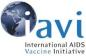 iavi
International AIDS
Vaccine Initiative